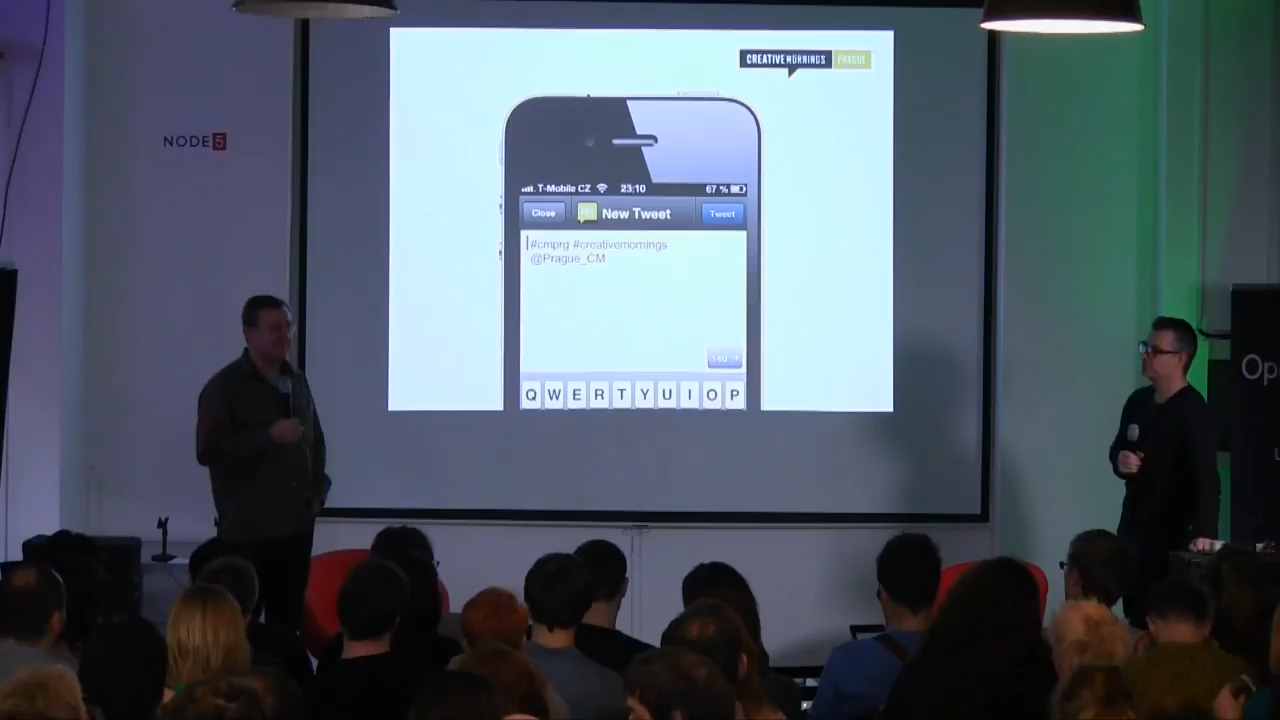 CREATIVEMORNINGS PRAGUE
NODE5
T-Mobile CZ 23:10 67 %
Close New Tweet Tweet
#cmprg #creativemornings
@Prague_CM
140
Q W E R T Y U I O P
Op